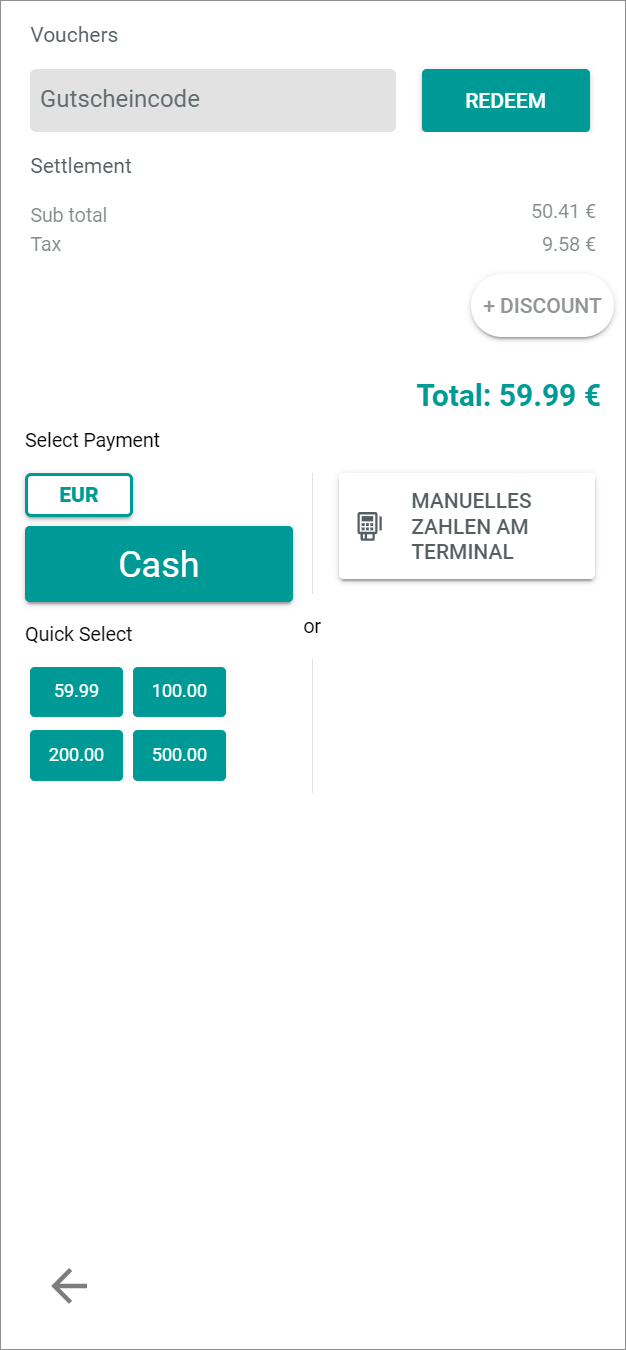 Vouchers
Gutscheincode
REDEEM
Settlement
Sub total 50.41 €
Tax 9.58 €
+ DISCOUNT
Total: 59.99 €
Select Payment
EUR
Cash
MANUELLES
ZAHLEN AM
TERMINAL
or
Quick Select
59.99 100.00
200.00 500.00